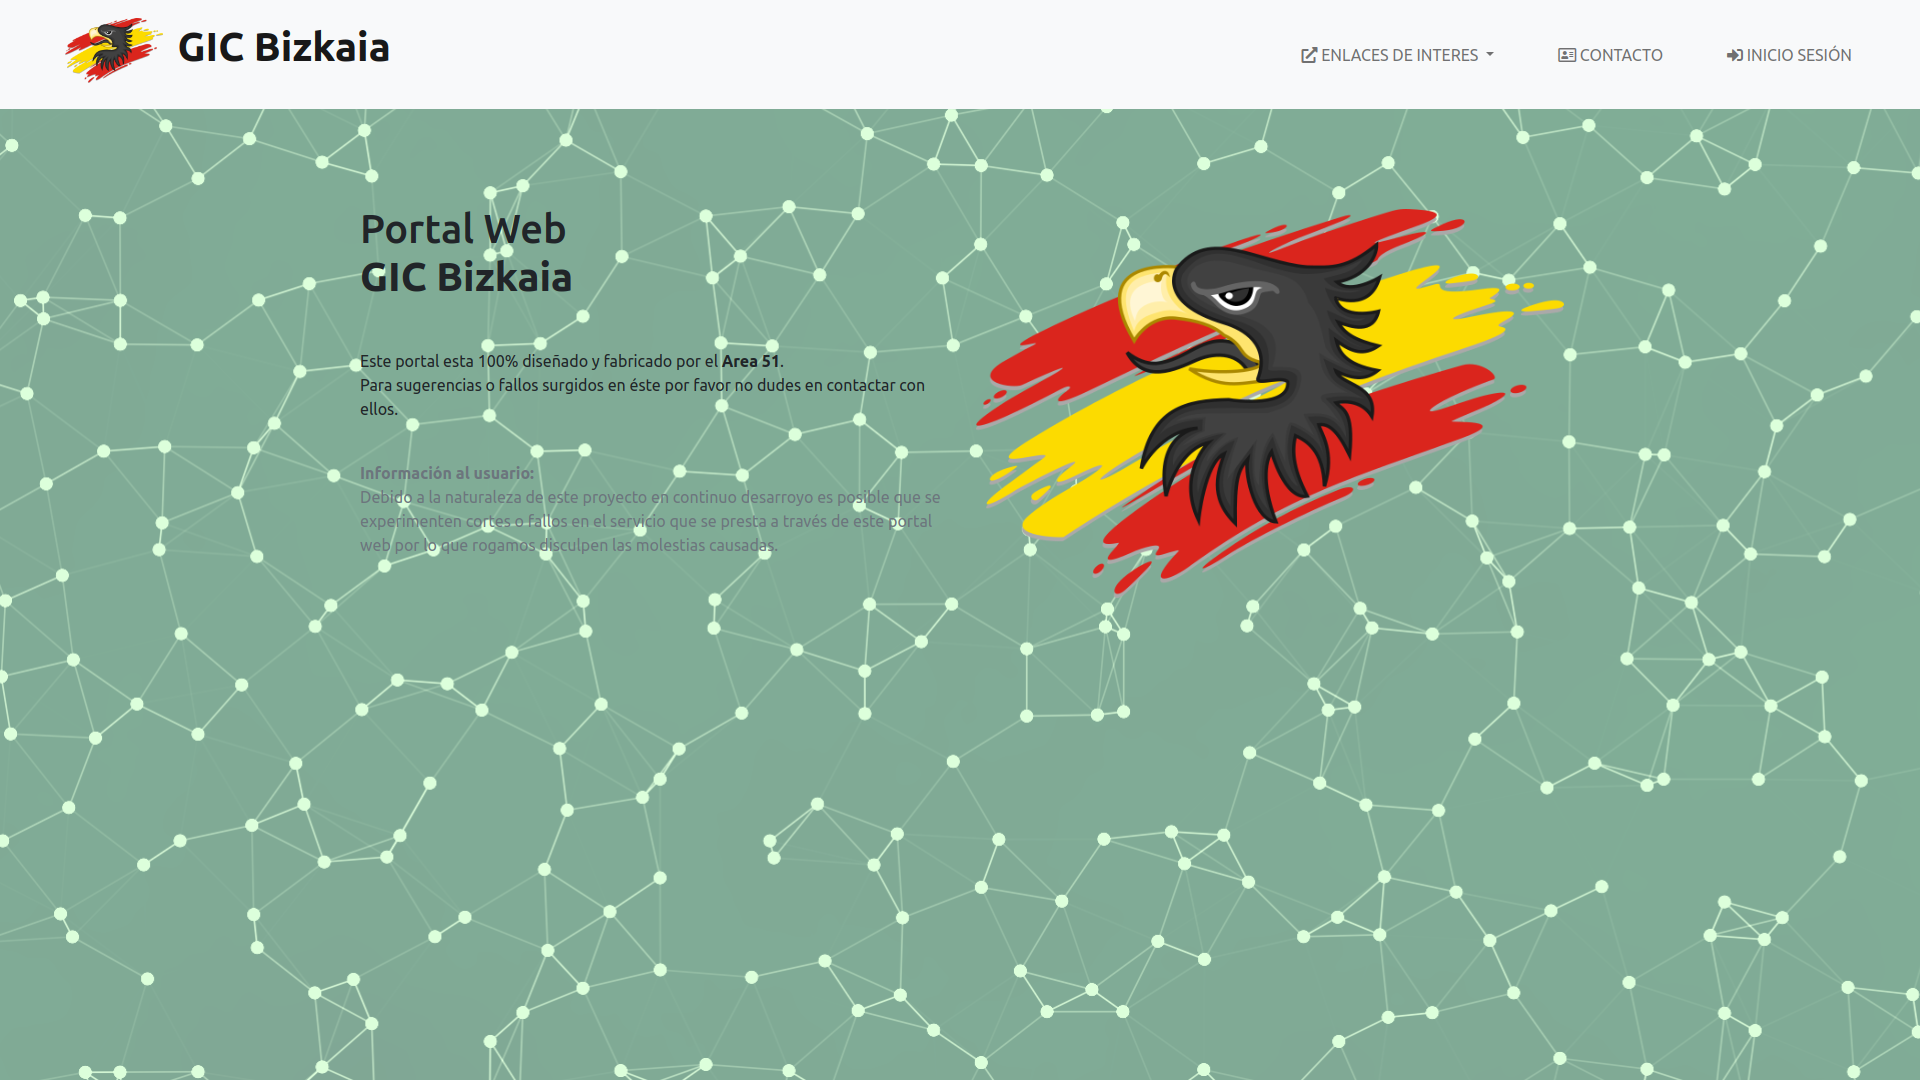 GIC Bizkaia
ENLACES DE INTERES
CONTACTO
INICIO SESIÓN
Portal Web
GIC Bizkaia
Este portal esta 100% diseñado y fabricado por el Area 51.
Para sugerencias o fallos surgidos en éste por favor no dudes en contactar con
ellos.
Información al usuario:
Debido a la naturaleza de este proyecto en continuo desarroyo es posible que se
experimenten cortes o fallos en el servicio que se presta a través de este portal
web por lo que rogamos disculpen las molestias causadas.